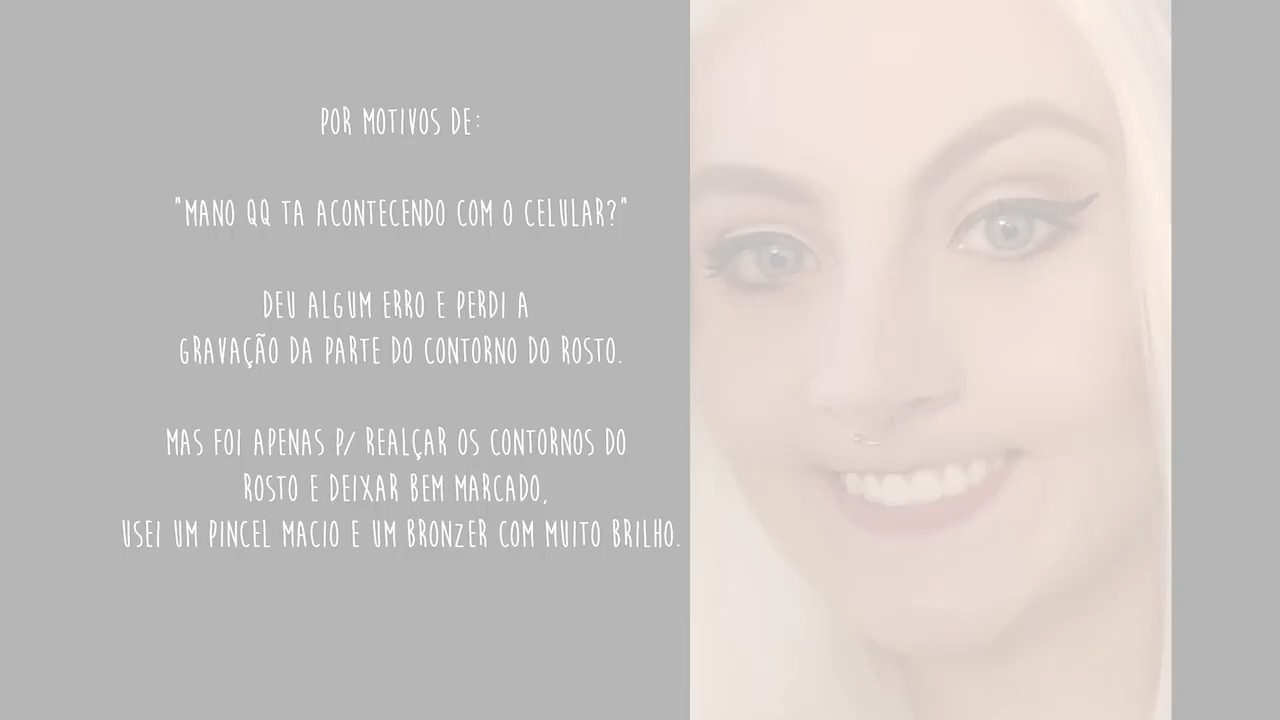 POR MOTIVOS DE:
"MANO QQ TA ACONTECENDO COM O CELULAR?"
DEU ALGUM ERRO E PERDI A
GRAVAÇÃO DA PARTE DO CONTORNO DO ROSTO.
MAS FOI APENAS P/ REALÇAR OS CONTORNOS DO
ROSTO E DEIXAR BEM MARCADO,
USEI UM PINCEL MACIO E UM BRONZER COM MUITO BRILHO.